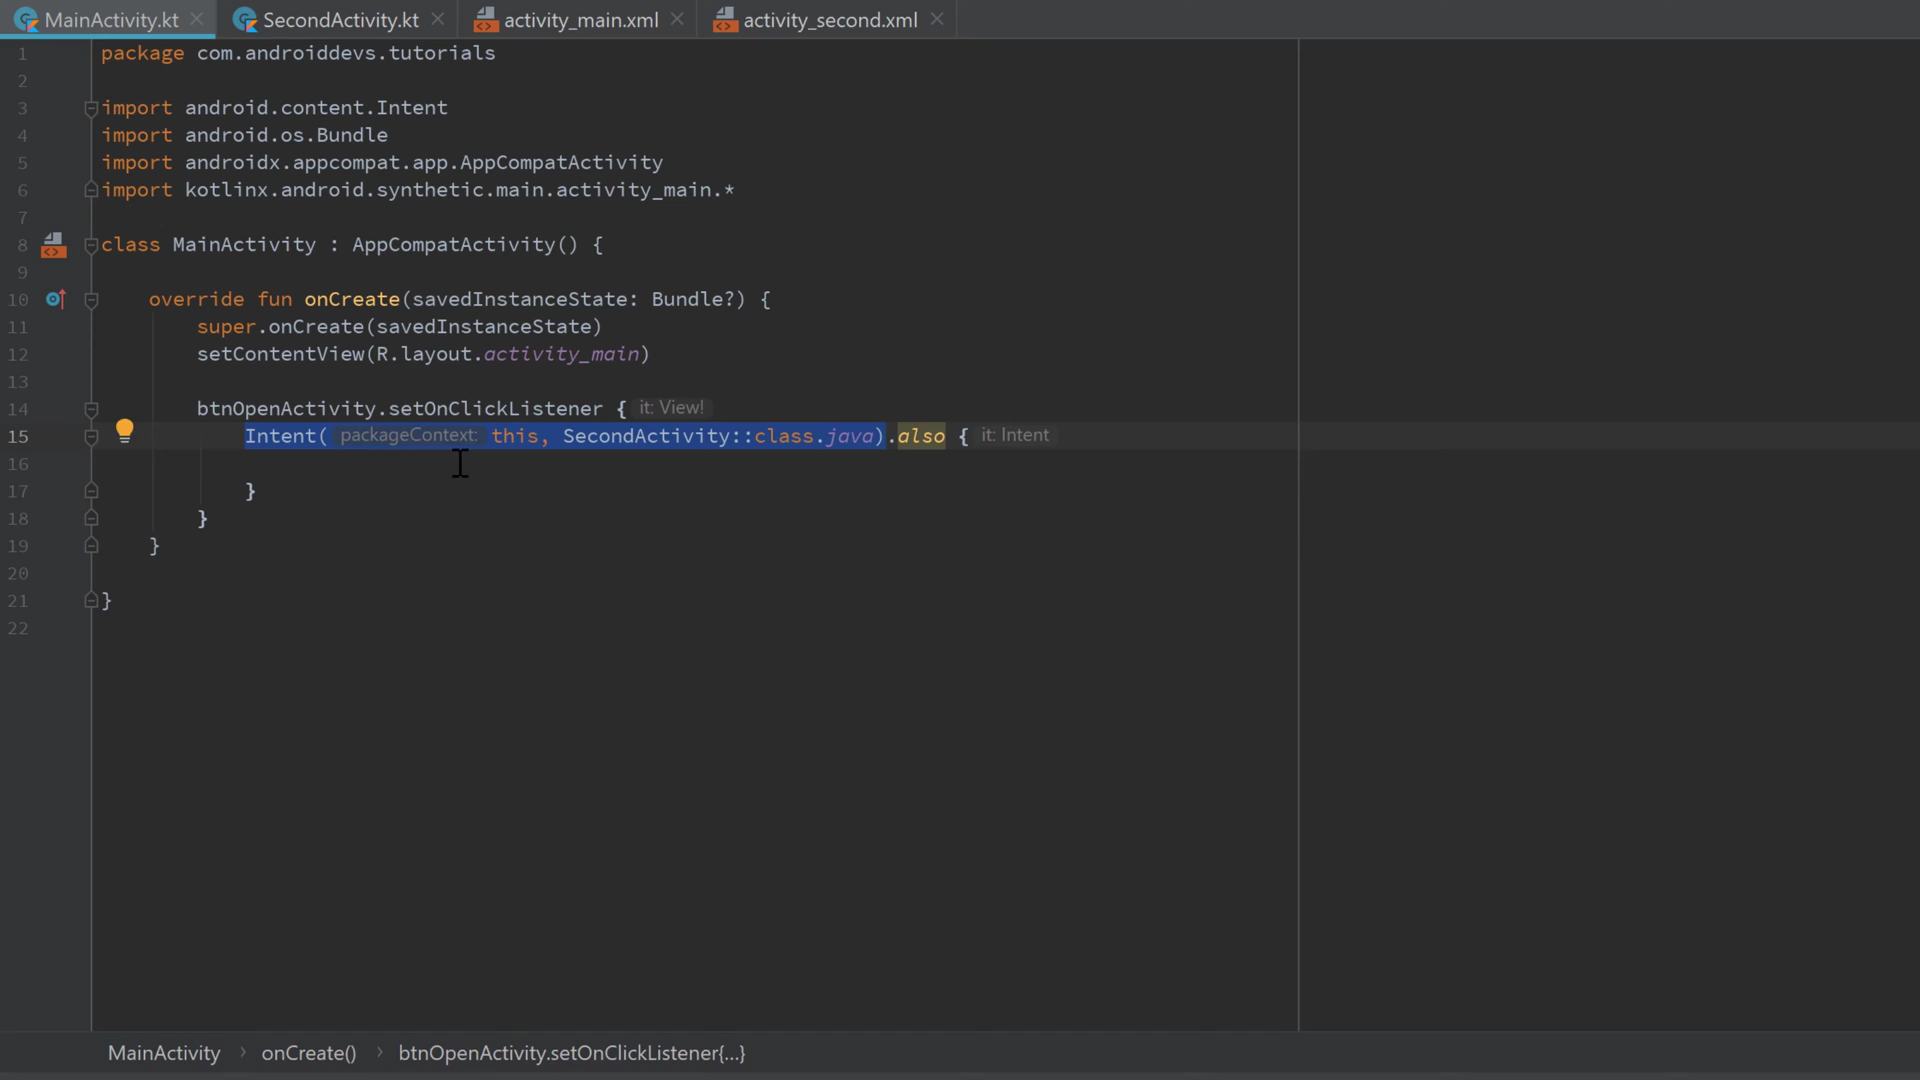 MainActivity.kt SecondActivity.kt activity_main.xml activity_second.xml
1 package com.androiddevs.tutorials
2
3 import android.content.Intent
4 import android.os.Bundle
5 import androidx.appcompat.app.AppCompatActivity
6 import kotlinx.android.synthetic.main.activity_main.*
7
8 class MainActivity : AppCompatActivity() {
9
10 override fun onCreate(savedInstanceState: Bundle?) {
11 super.onCreate(savedInstanceState)
12 setContentView(R.layout.activity_main)
13
14 btnOpenActivity.setOnClickListener { it: View!
15 Intent( packageContext: this, SecondActivity::class.java).also { it: Intent
16
17 }
18 }
19 }
20
21 }
22
MainActivity › onCreate() › btnOpenActivity.setOnClickListener{...}